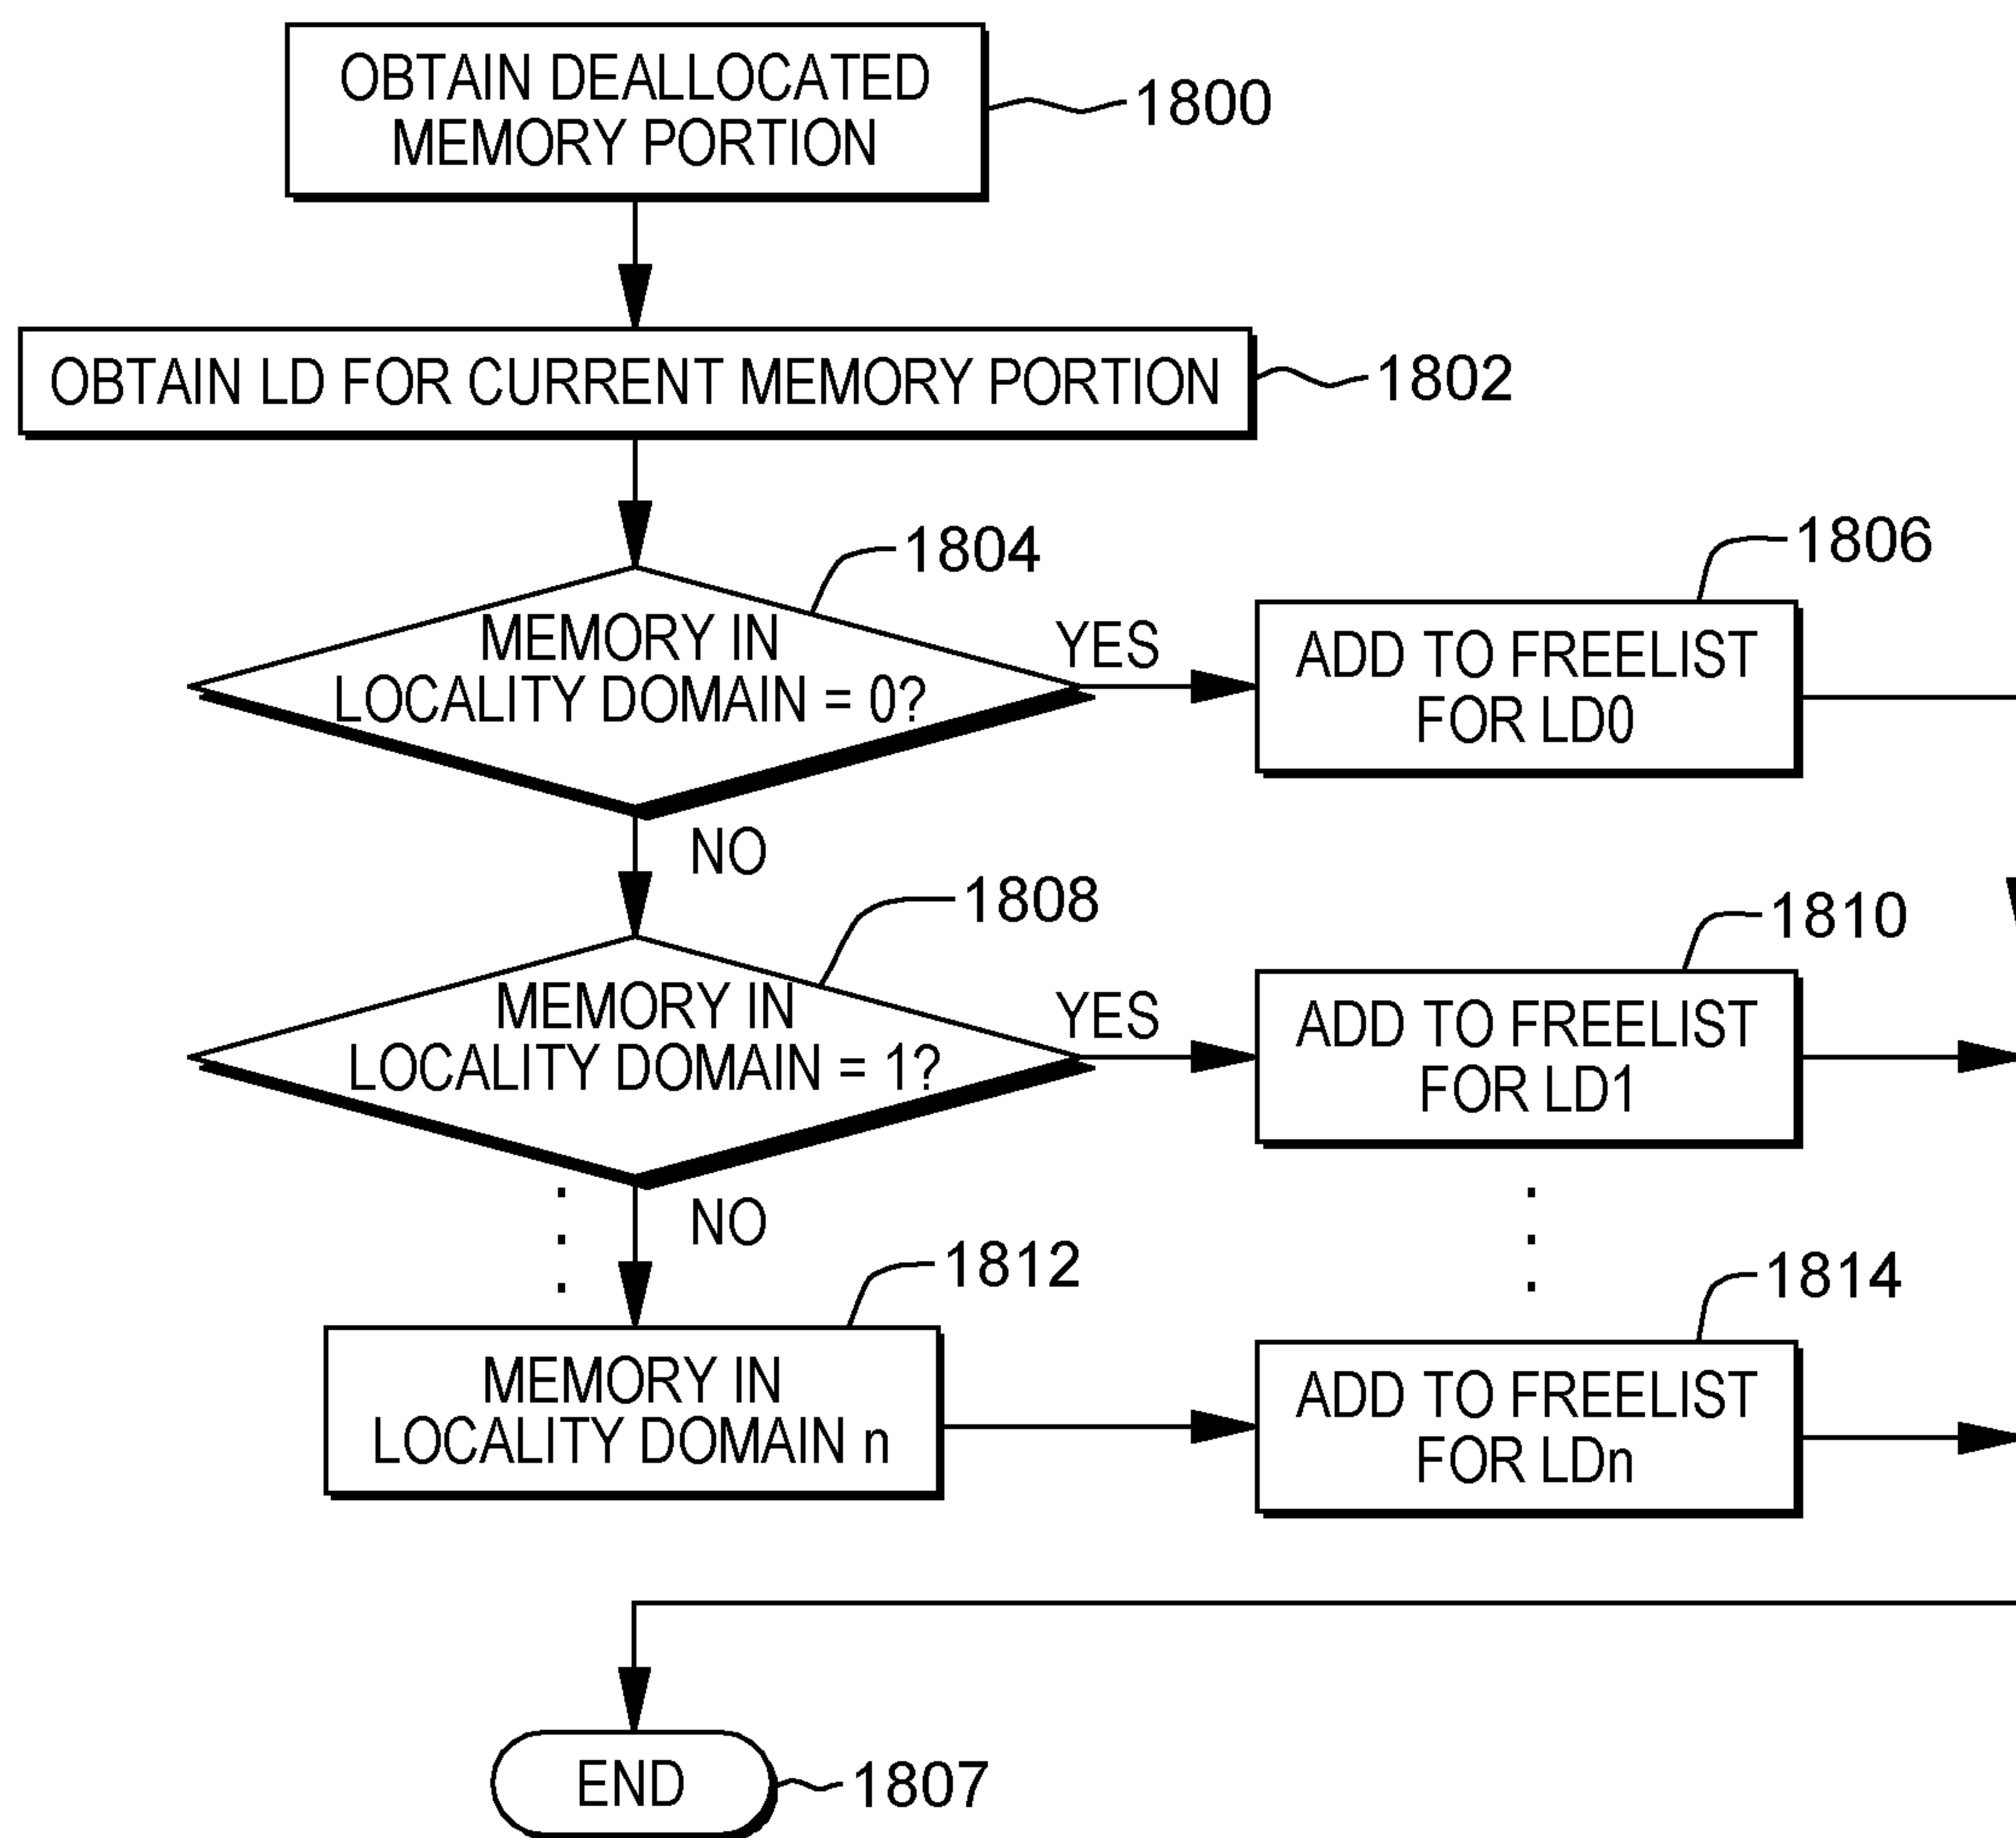 OBTAIN DEALLOCATED
MEMORY PORTION
1800
OBTAIN LD FOR CURRENT MEMORY PORTION
1802
1804
MEMORY IN
LOCALITY DOMAIN = 0?
YES
1806
ADD TO FREELIST
FOR LD0
NO
1808
MEMORY IN
LOCALITY DOMAIN = 1?
YES
1810
ADD TO FREELIST
FOR LD1
NO
1812
MEMORY IN
LOCALITY DOMAIN n
1814
ADD TO FREELIST
FOR LDn
END
1807